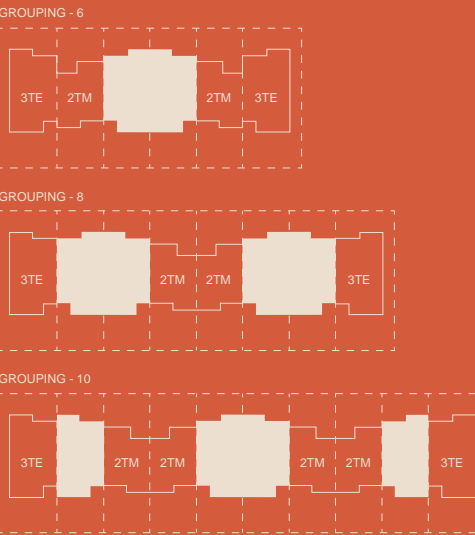 GROUPING - 6
3TE 2TM 2TM 3TE
GROUPING - 8
3TE 2TM 2TM 3TE
GROUPING - 10
3TE 2TM 2TM 2TM 2TM 3TE